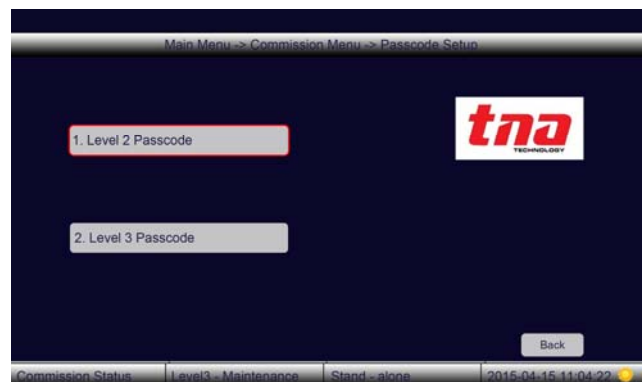 Main Menu -> Commission Menu -> Passcode Setup
1. Level 2 Passcode
tna
TECHNOLOGY
2. Level 3 Passcode
Back
Commission Status
Level3 - Maintenance
Stand - alone
2015-04-15 11:04:22